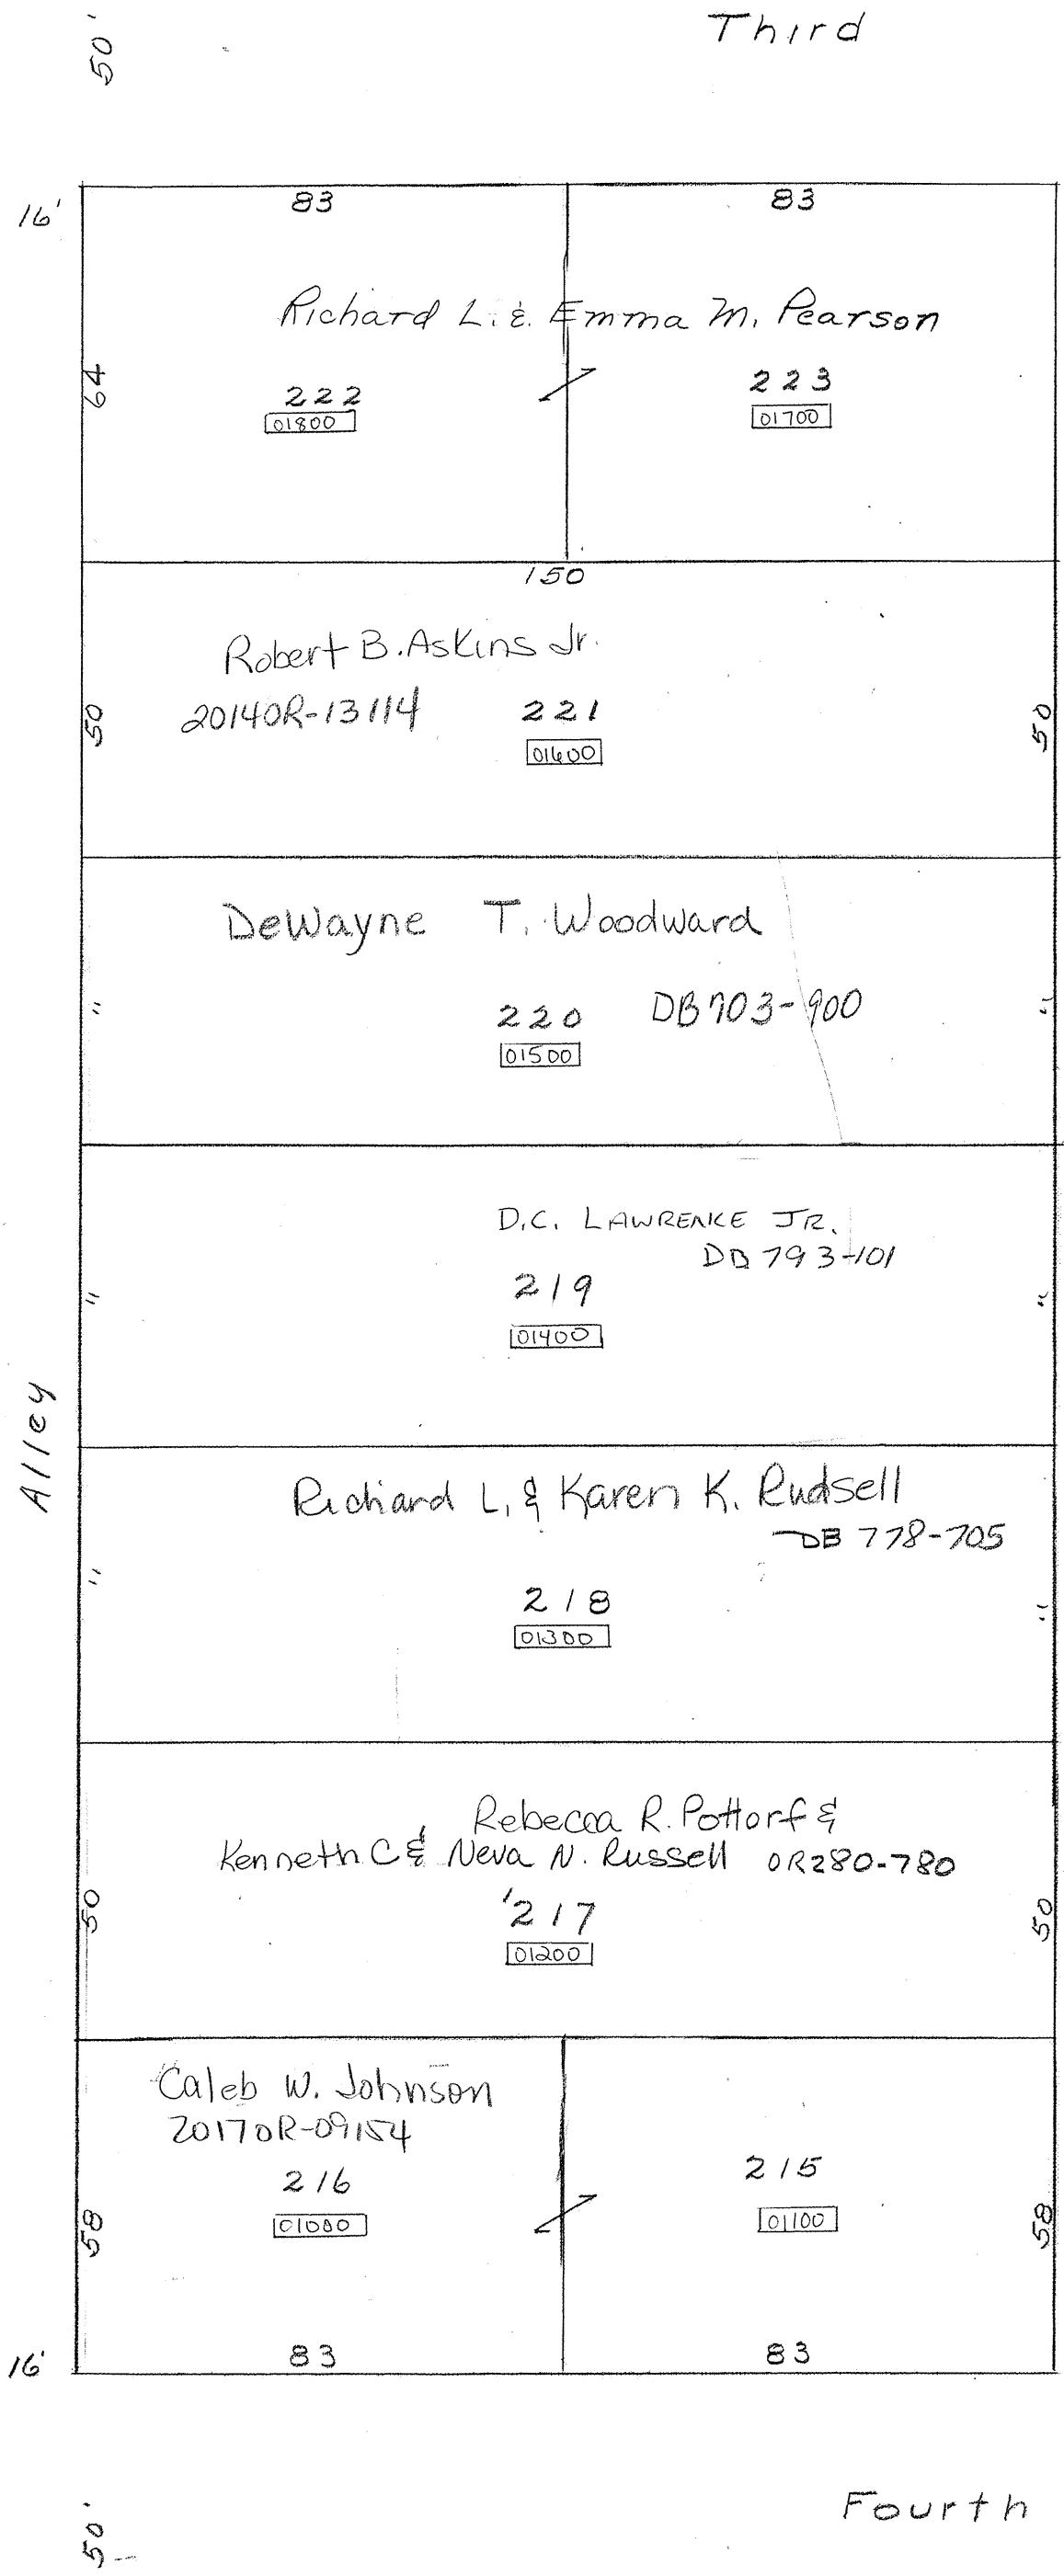 Third
50'
16'
83
83
Richard L. & Emma M. Pearson
64
222
01800
223
01700
150
Robert B. Askins Jr.
2014OR-13114
221
01600
50
50
DeWayne T. Woodward
220
DB 703-900
01500
"
"
D.C. LAWRENCE JR.
DB 793-101
219
01400
"
"
Alley
Richard L. & Karen K. Rudsell
DB 778-705
218
01300
"
"
Rebecca R. Pottorf &
Kenneth C & Neva N. Russell OR280-780
217
01200
50
50
Caleb W. Johnson
2017OR-09154
216
01000
215
01100
58
58
83
83
16'
Fourth
50'